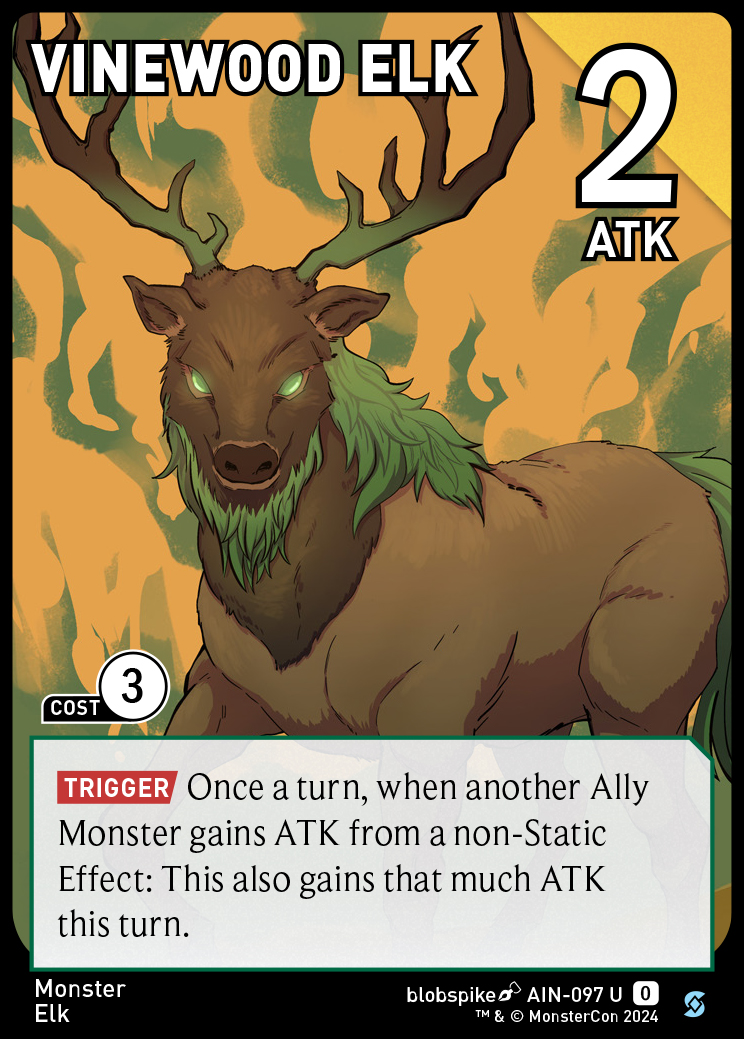 VINEWOOD ELK
2
ATK
COST 3
TRIGGER Once a turn, when another Ally
Monster gains ATK from a non-Static
Effect: This also gains that much ATK
this turn.
Monster
Elk
blobspike AIN-097 U 0
™ & © MonsterCon 2024